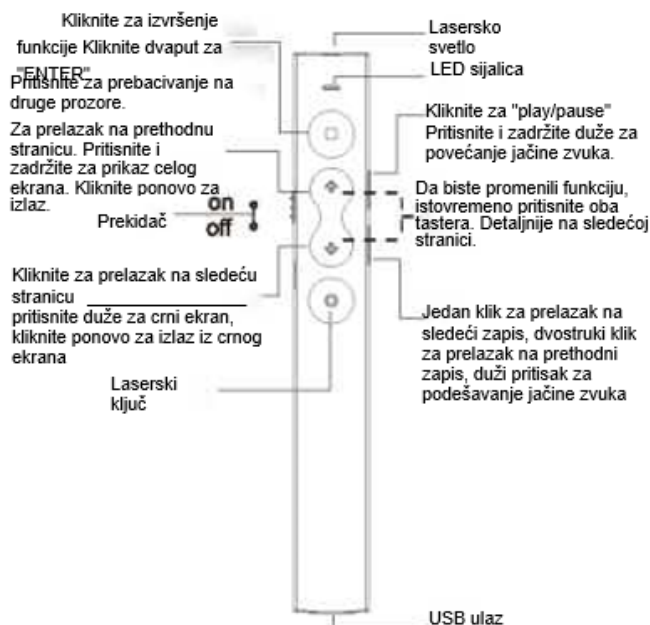 Kliknite za izvršenje
funkcije Kliknite dvaput za
"ENTER"
Pritisnite za prebacivanje na
druge prozore.
Za prelazak na prethodnu
stranicu. Pritisnite i
zadržite za prikaz celog
ekrana. Kliknite ponovo za
izlaz.
on
Prekidač
off
Kliknite za prelazak na sledeću
stranicu
pritisnite duže za crni ekran,
kliknite ponovo za izlaz iz crnog
ekrana
Laserski
ključ
Lasersko
svetlo
LED sijalica
Kliknite za "play/pause"
Pritisnite i zadržite duže za
povećanje jačine zvuka.
Da biste promenili funkciju,
istovremeno pritisnite oba
tastera. Detaljnije na sledećoj
stranici.
Jedan klik za prelazak na
sledeći zapis, dvostruki klik
za prelazak na prethodni
zapis, duži pritisak za
podešavanje jačine zvuka
USB ulaz